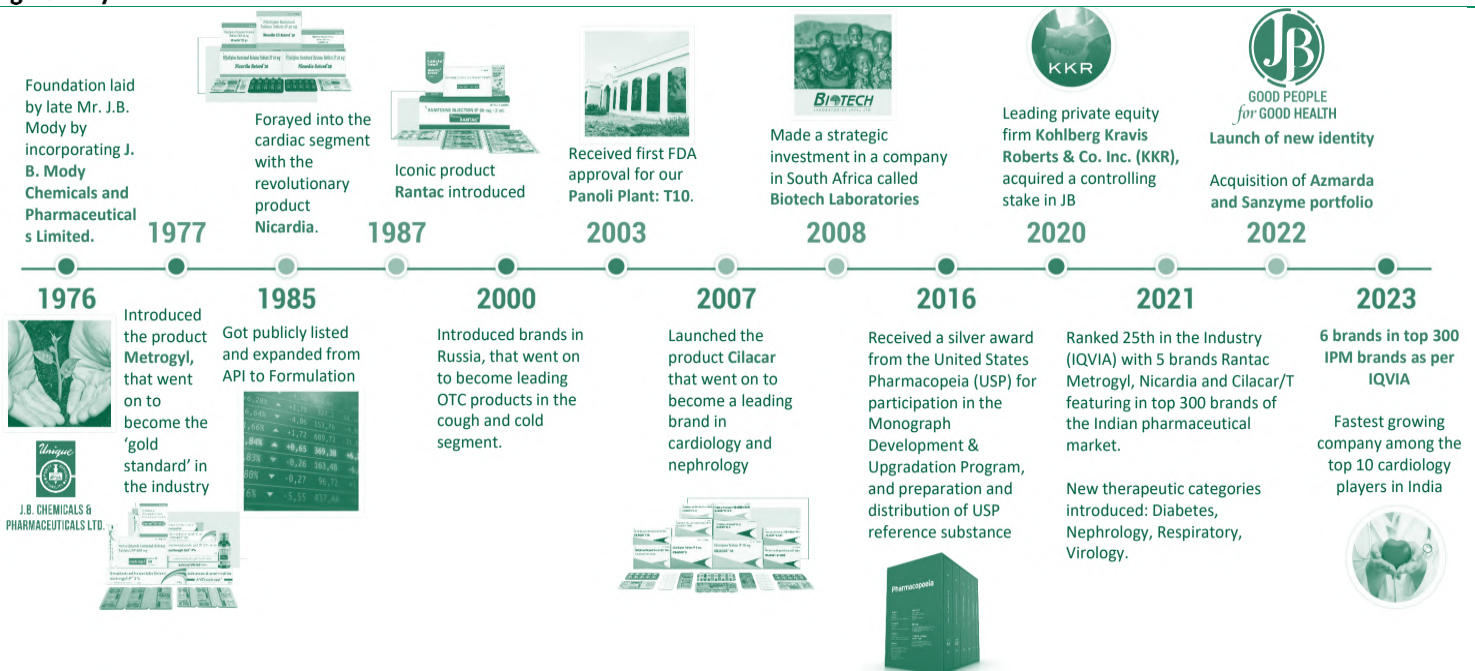 Foundation laid
by late Mr. J.B.
Mody by
incorporating J.
B. Mody
Chemicals and
Pharmaceutical
s Limited.
1976
Unique
J.B. CHEMICALS &
PHARMACEUTICALS LTD.
1977
Introduced
the product
Metrogyl,
that went
on to
become the
‘gold
standard’ in
the industry
Forayed into the
cardiac segment
with the
revolutionary
product
Nicardia.
1985
Got publicly listed
and expanded from
API to Formulation
Iconic product
Rantac introduced
1987
2000
Introduced brands in
Russia, that went on
to become leading
OTC products in the
cough and cold
segment.
Received first FDA
approval for our
Panoli Plant: T10.
2003
2007
Launched the
product Cilacar
that went on to
become a leading
brand in
cardiology and
nephrology
BIOTECH
Made a strategic
investment in a company
in South Africa called
Biotech Laboratories
2008
2016
Received a silver award
from the United States
Pharmacopeia (USP) for
participation in the
Monograph
Development &
Upgradation Program,
and preparation and
distribution of USP
reference substance
Pharmacopoeia
KKR
Leading private equity
firm Kohlberg Kravis
Roberts & Co. Inc. (KKR),
acquired a controlling
stake in JB
2020
2021
Ranked 25th in the Industry
(IQVIA) with 5 brands Rantac
Metrogyl, Nicardia and Cilacar/T
featuring in top 300 brands of
the Indian pharmaceutical
market.
New therapeutic categories
introduced: Diabetes,
Nephrology, Respiratory,
Virology.
JB
GOOD PEOPLE
for GOOD HEALTH
Launch of new identity
Acquisition of Azmarda
and Sanzyme portfolio
2022
2023
6 brands in top 300
IPM brands as per
IQVIA
Fastest growing
company among the
top 10 cardiology
players in India